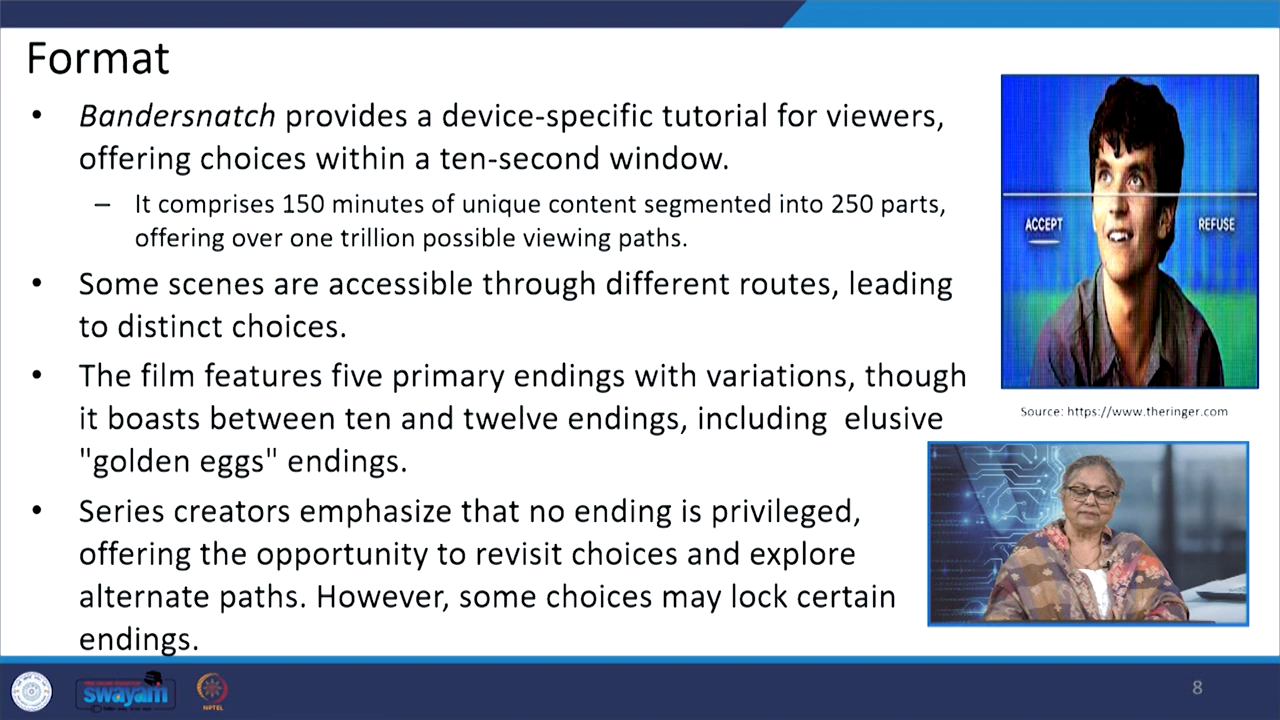 Format
• Bandersnatch provides a device-specific tutorial for viewers,
offering choices within a ten-second window.
– It comprises 150 minutes of unique content segmented into 250 parts,
offering over one trillion possible viewing paths.
• Some scenes are accessible through different routes, leading
to distinct choices.
• The film features five primary endings with variations, though
it boasts between ten and twelve endings, including elusive
"golden eggs" endings.
• Series creators emphasize that no ending is privileged,
offering the opportunity to revisit choices and explore
alternate paths. However, some choices may lock certain
endings.
ACCEPT
REFUSE
Source: https://www.theringer.com
swayam
NPTEL
8